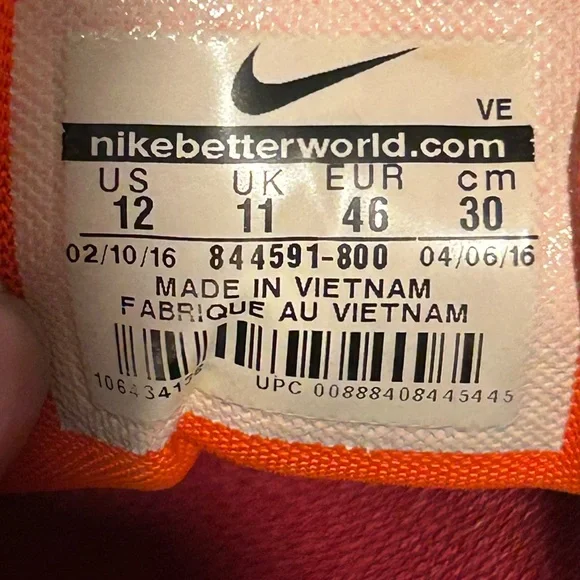 VE
nikebetterworld.com
US UK EUR cm
12 11 46 30
02/10/16 844591-800 04/06/16
MADE IN VIETNAM
FABRIQUE AU VIETNAM
UPC 00888408445445